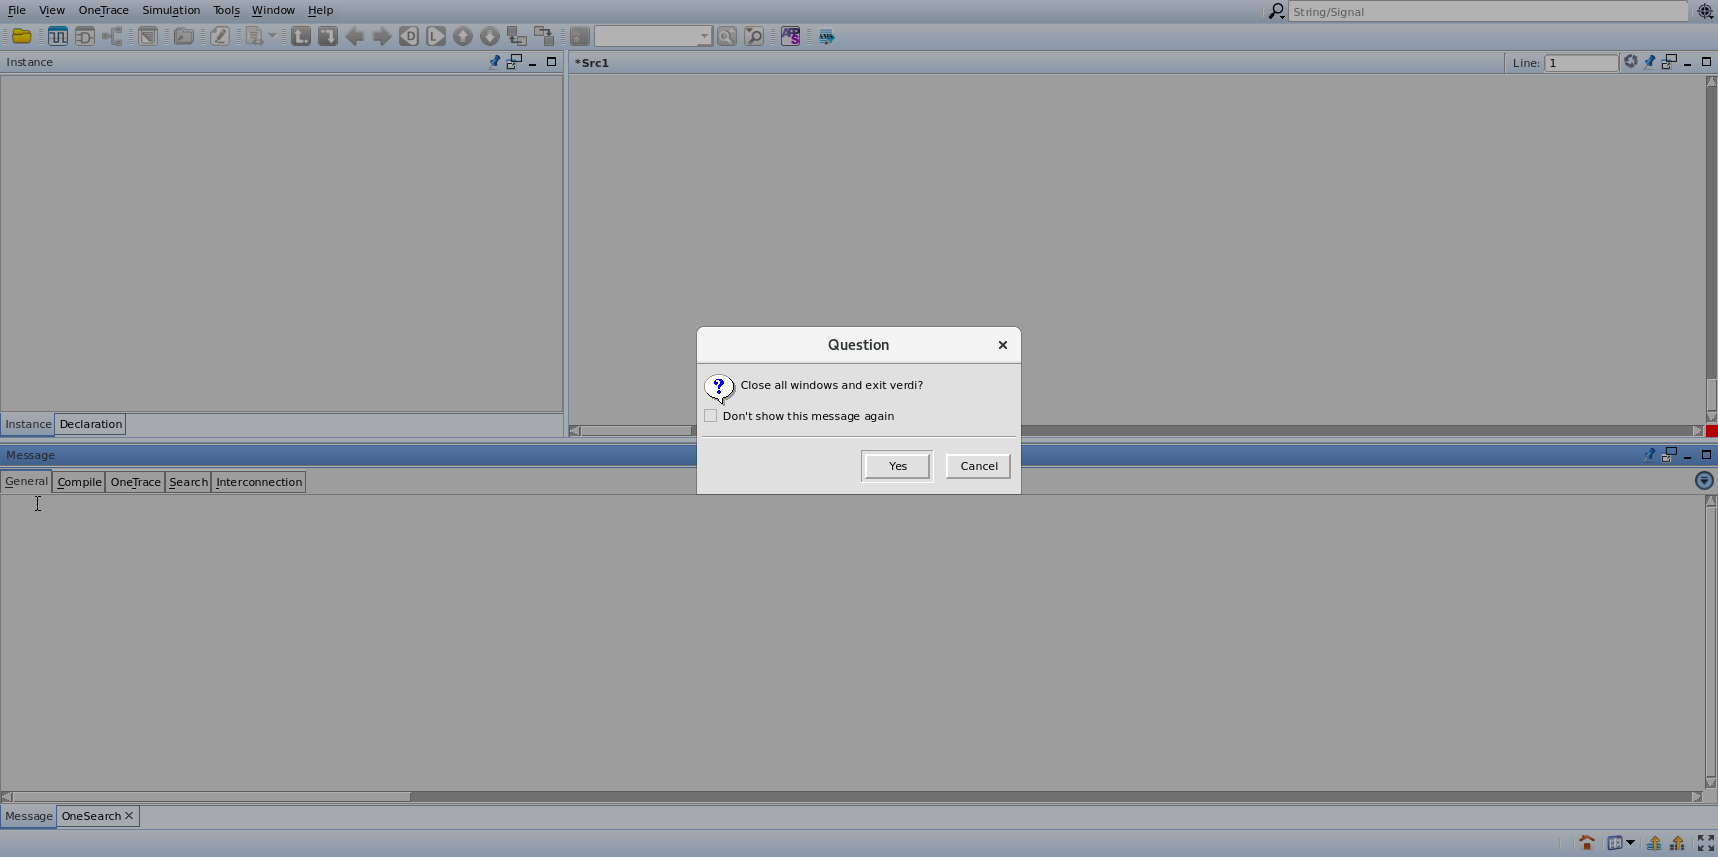 File View OneTrace Simulation Tools Window Help
String/Signal
Instance
*Src1
Line: 1
Question
Close all windows and exit verdi?
Don't show this message again
Yes Cancel
Instance Declaration
Message
General Compile OneTrace Search Interconnection
Message OneSearch